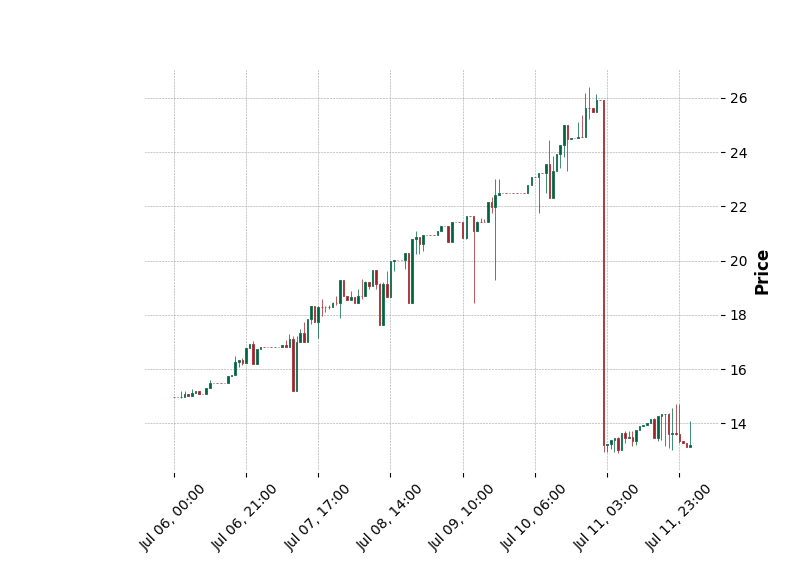 26
24
22
20
18
16
14
Price
Jul 06, 00:00
Jul 06, 21:00
Jul 07, 17:00
Jul 08, 14:00
Jul 09, 10:00
Jul 10, 06:00
Jul 11, 03:00
Jul 11, 23:00